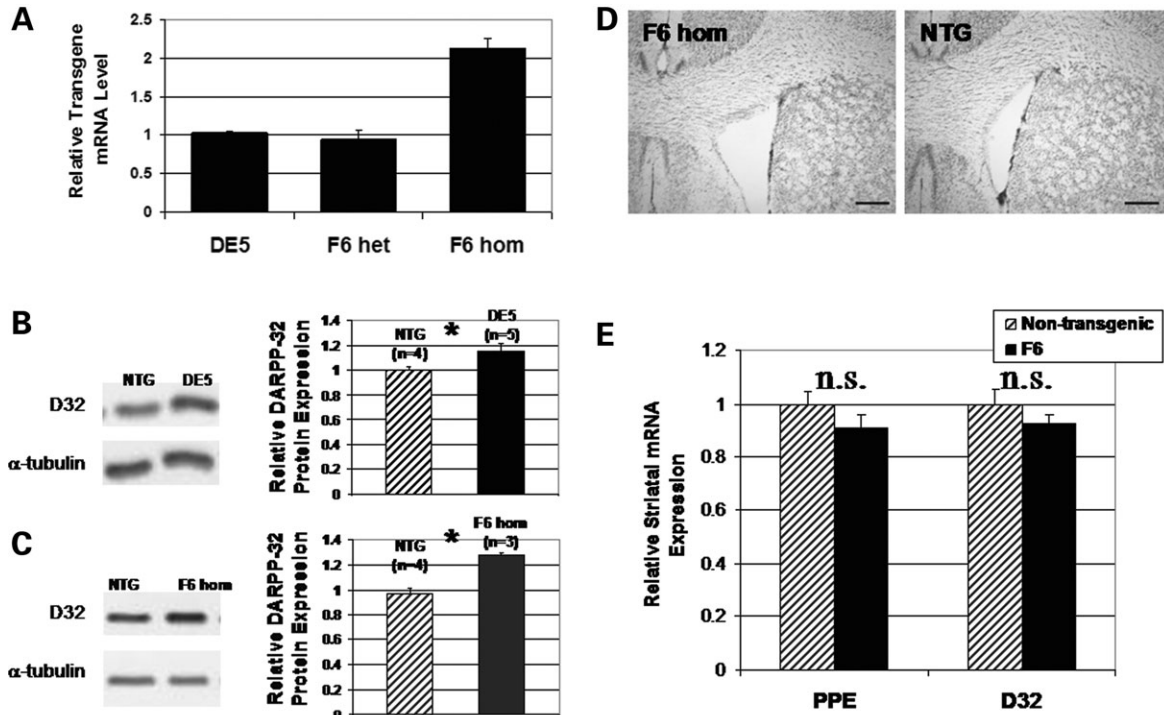 A
Relative Transgene
mRNA Level
2.5
2
1.5
1
0.5
0
DE5 F6 het F6 hom
B
NTG DE5
D32
α-tubulin
Relative DARPP-32
Protein Expression
1.4
1.2
1
0.8
0.6
0.4
0.2
0
NTG
(n=4)
*
DE5
(n=5)
C
NTG F6 hom
D32
α-tubulin
Relative DARPP-32
Protein Expression
1.4
1.2
1
0.8
0.6
0.4
0.2
0
NTG
(n=4)
*
F6 hom
(n=3)
D
F6 hom
NTG
E
Non-transgenic
F6
Relative Striatal mRNA
Expression
1.2
1
0.8
0.6
0.4
0.2
0
n.s. n.s.
PPE D32